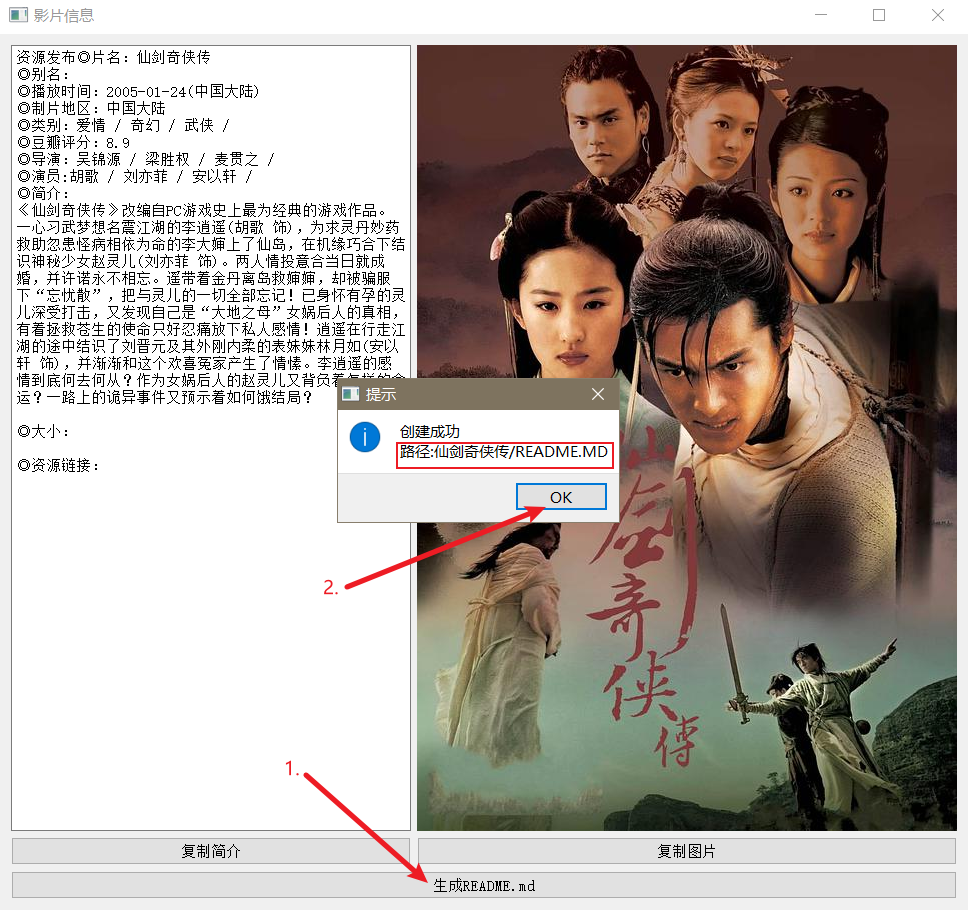 影片信息
资源发布◎片名：仙剑奇侠传
◎别名：
◎播放时间：2005-01-24(中国大陆)
◎制片地区：中国大陆
◎类别：爱情 / 奇幻 / 武侠 /
◎豆瓣评分：8.9
◎导演：吴锦源 / 梁胜权 / 麦贯之 /
◎演员:胡歌 / 刘亦菲 / 安以轩 /
◎简介：
《仙剑奇侠传》改编自PC游戏史上最为经典的游戏作品。
一心习武梦想名震江湖的李逍遥(胡歌 饰)，为求灵丹妙药
救助忽患怪病相依为命的李大婶上了仙岛，在机缘巧合下结
识神秘少女赵灵儿(刘亦菲 饰)。两人情投意合当日就成
婚，并许诺永不相忘。遥带着金丹离岛救婶婶，却被骗服
下“忘忧散”，把与灵儿的一切全部忘记！已身怀有孕的灵
儿深受打击，又发现自己是“大地之母”女娲后人的真相，
有着拯救苍生的使命只好忍痛放下私人感情！逍遥在行走江
湖的途中结识了刘晋元及其外刚内柔的表妹妹林月如(安以
轩 饰)，并渐渐和这个欢喜冤家产生了情愫。李逍遥的感
情到底何去何从？作为女娲后人的赵灵儿又背负着
运？一路上的诡异事件又预示着如何饿结局？
◎大小：
◎资源链接：
提示
创建成功
路径:仙剑奇侠传/README.MD
OK
2.
仙剑奇侠傳
1.
复制简介
复制图片
生成README.md